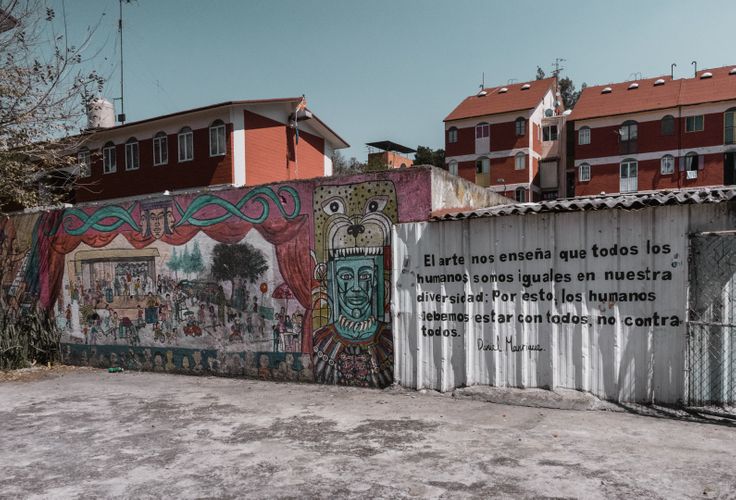 El arte nos enseña que todos los
humanos somos iguales en nuestra
diversidad; Por esto, los humanos
debemos estar con todos, no contra
todos.
Daniel Manrique